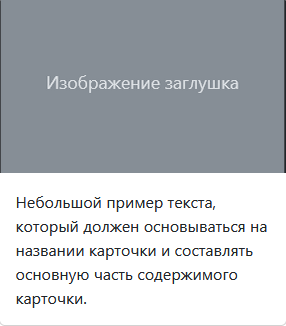 Изображение заглушка
Небольшой пример текста,
который должен основываться на
названии карточки и составлять
основную часть содержимого
карточки.